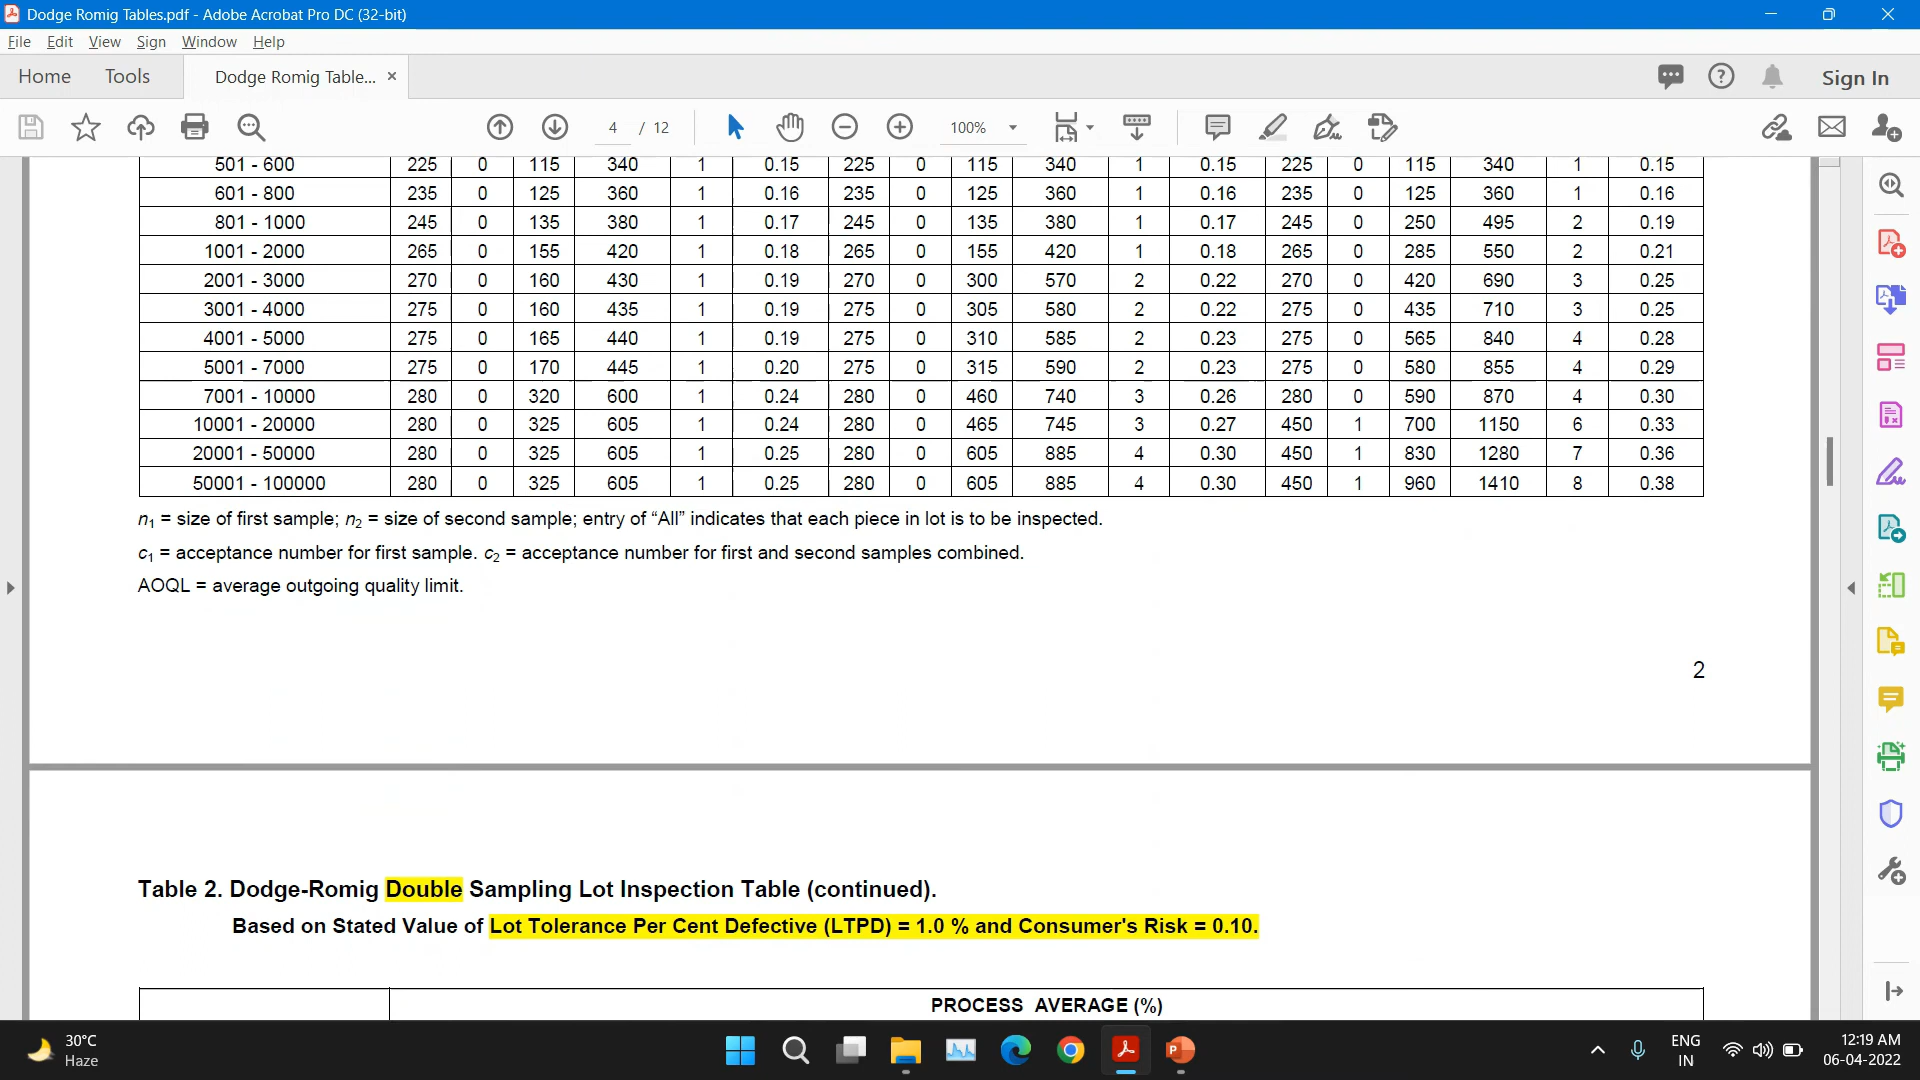 Dodge Romig Tables.pdf - Adobe Acrobat Pro DC (32-bit)
File Edit View Sign Window Help
Home Tools Dodge Romig Table... × Sign In
4 / 12 100%
501 - 600 225 0 115 340 1 0.15 225 0 115 340 1 0.15 225 0 115 340 1 0.15
601 - 800 235 0 125 360 1 0.16 235 0 125 360 1 0.16 235 0 125 360 1 0.16
801 - 1000 245 0 135 380 1 0.17 245 0 135 380 1 0.17 245 0 250 495 2 0.19
1001 - 2000 265 0 155 420 1 0.18 265 0 155 420 1 0.18 265 0 285 550 2 0.21
2001 - 3000 270 0 160 430 1 0.19 270 0 300 570 2 0.22 270 0 420 690 3 0.25
3001 - 4000 275 0 160 435 1 0.19 275 0 305 580 2 0.22 275 0 435 710 3 0.25
4001 - 5000 275 0 165 440 1 0.19 275 0 310 585 2 0.23 275 0 565 840 4 0.28
5001 - 7000 275 0 170 445 1 0.20 275 0 315 590 2 0.23 275 0 580 855 4 0.29
7001 - 10000 280 0 320 600 1 0.24 280 0 460 740 3 0.26 280 0 590 870 4 0.30
10001 - 20000 280 0 325 605 1 0.24 280 0 465 745 3 0.27 450 1 700 1150 6 0.33
20001 - 50000 280 0 325 605 1 0.25 280 0 605 885 4 0.30 450 1 830 1280 7 0.36
50001 - 100000 280 0 325 605 1 0.25 280 0 605 885 4 0.30 450 1 960 1410 8 0.38
n₁ = size of first sample; n₂ = size of second sample; entry of “All” indicates that each piece in lot is to be inspected.
c₁ = acceptance number for first sample. c₂ = acceptance number for first and second samples combined.
AOQL = average outgoing quality limit.
2
Table 2. Dodge-Romig Double Sampling Lot Inspection Table (continued).
Based on Stated Value of Lot Tolerance Per Cent Defective (LTPD) = 1.0 % and Consumer's Risk = 0.10.
PROCESS AVERAGE (%)
30°C
Haze
ENG
IN
12:19 AM
06-04-2022